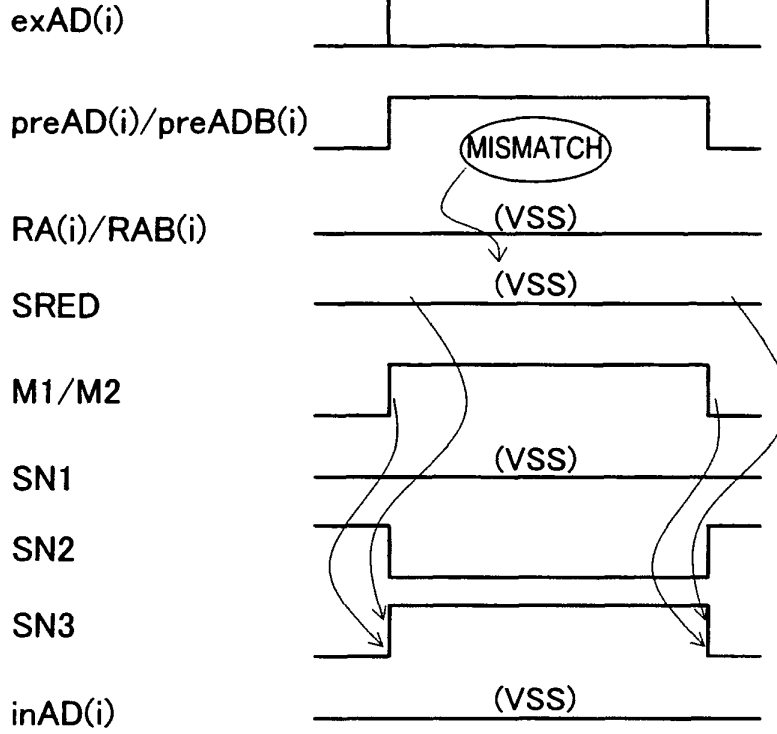 exAD(i)
preAD(i)/preADB(i)
MISMATCH
RA(i)/RAB(i)
(VSS)
SRED
(VSS)
M1/M2
SN1
(VSS)
SN2
SN3
inAD(i)
(VSS)